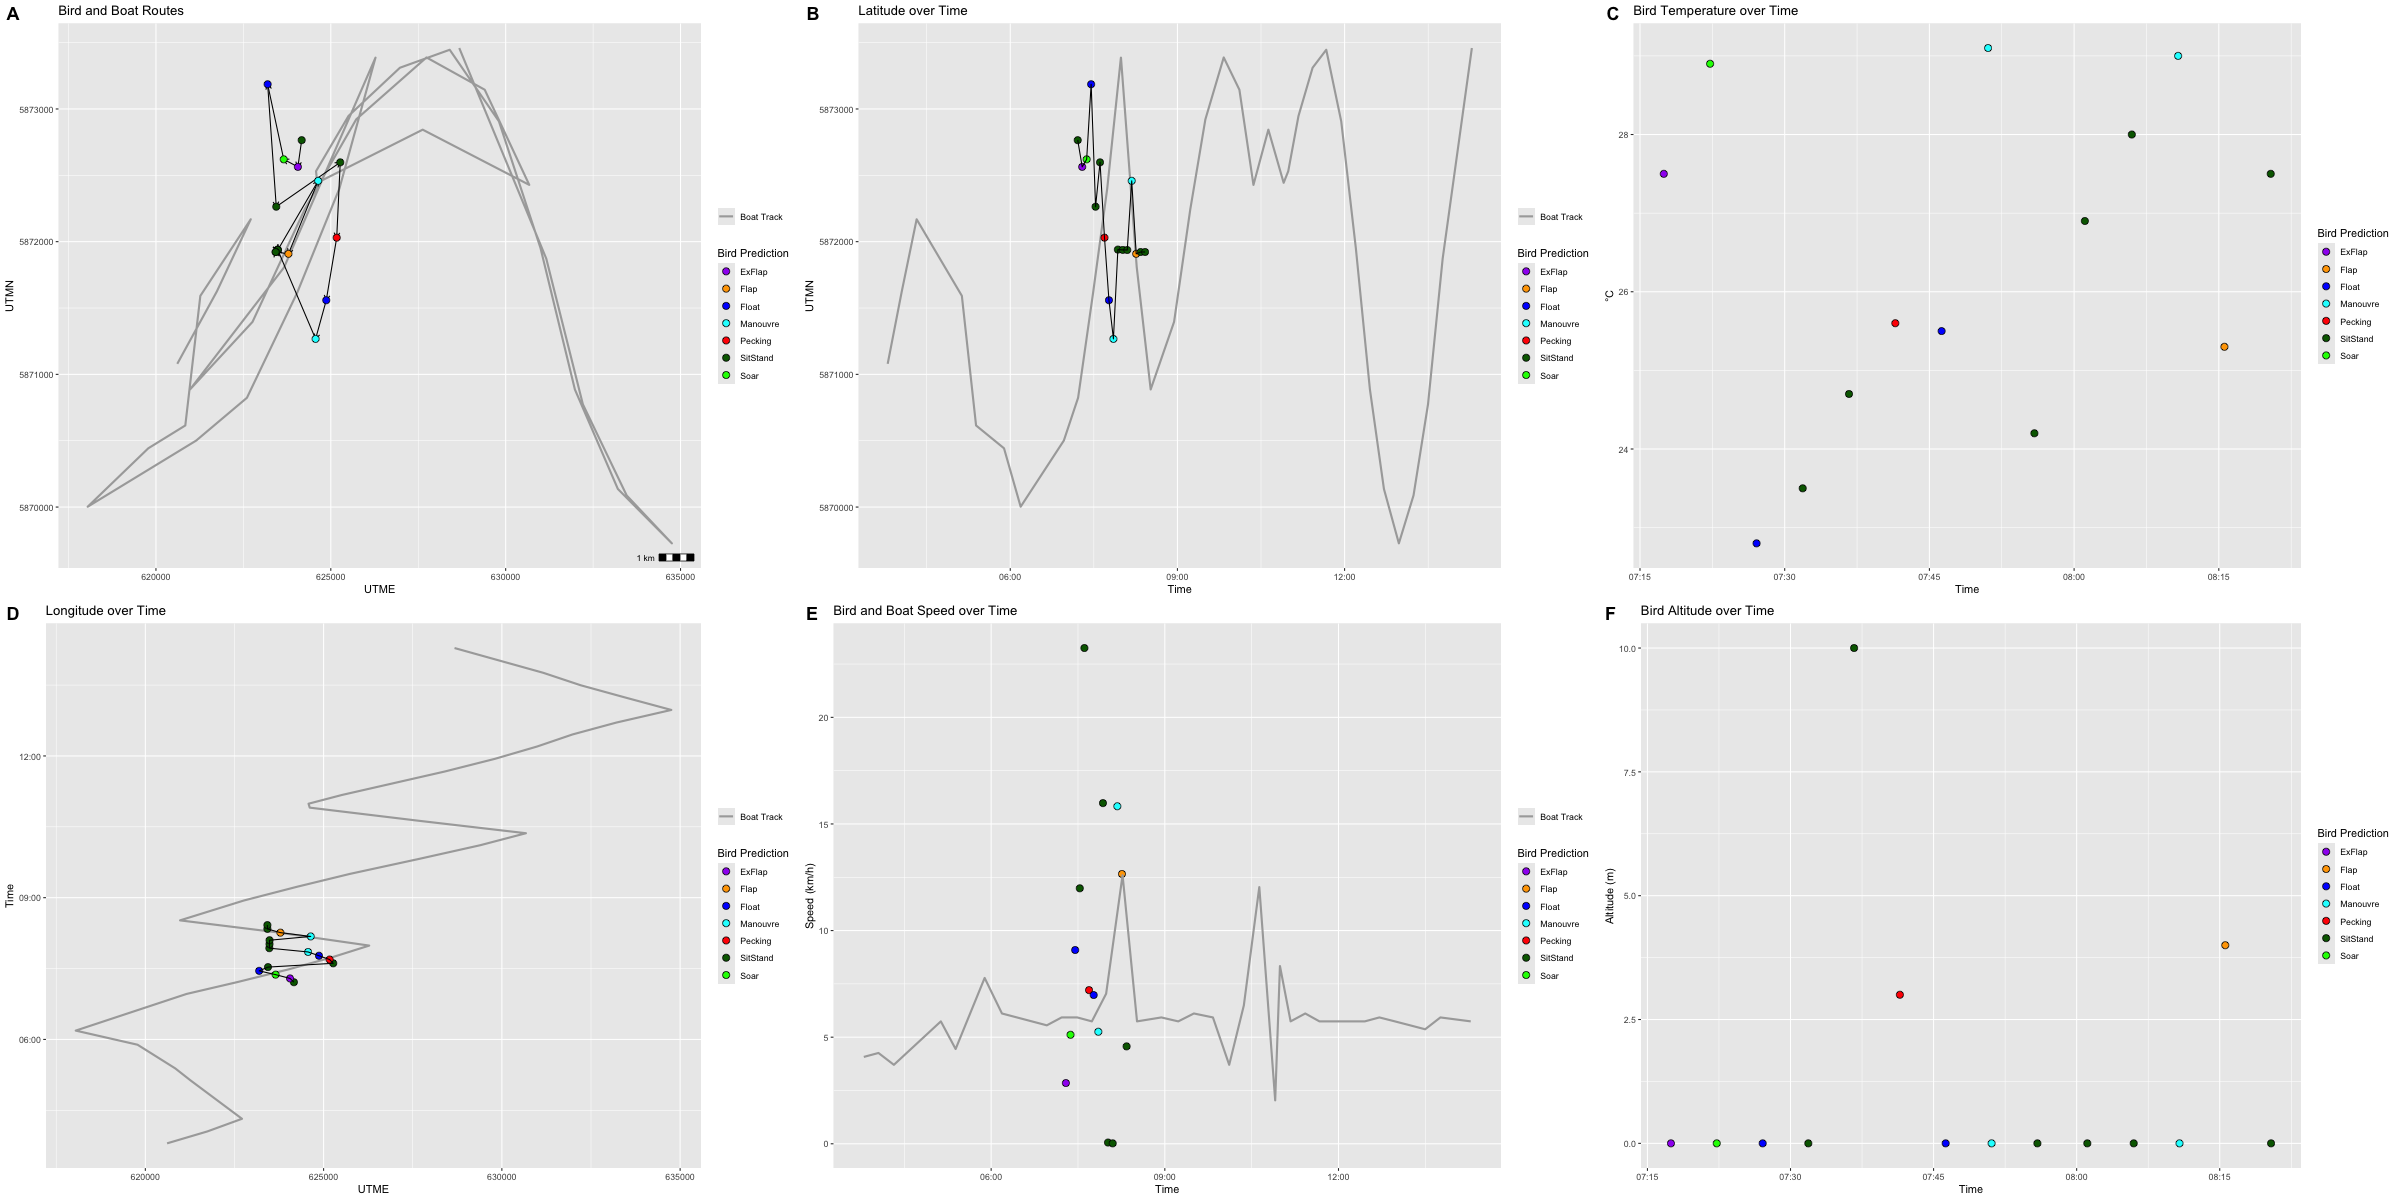 A Bird and Boat Routes
UTMN
5873000
5872000
5871000
5870000
620000 625000 630000 635000
UTME
1 km
Boat Track
Bird Prediction
ExFlap
Flap
Float
Manouvre
Pecking
SitStand
Soar
B Latitude over Time
UTMN
5873000
5872000
5871000
5870000
06:00 09:00 12:00
Time
Boat Track
Bird Prediction
ExFlap
Flap
Float
Manouvre
Pecking
SitStand
Soar
C Bird Temperature over Time
°C
28
26
24
07:15 07:30 07:45 08:00 08:15
Time
Bird Prediction
ExFlap
Flap
Float
Manouvre
Pecking
SitStand
Soar
D Longitude over Time
Time
12:00
09:00
06:00
620000 625000 630000 635000
UTME
Boat Track
Bird Prediction
ExFlap
Flap
Float
Manouvre
Pecking
SitStand
Soar
E Bird and Boat Speed over Time
Speed (km/h)
20
15
10
5
0
06:00 09:00 12:00
Time
Boat Track
Bird Prediction
ExFlap
Flap
Float
Manouvre
Pecking
SitStand
Soar
F Bird Altitude over Time
Altitude (m)
10.0
7.5
5.0
2.5
0.0
07:15 07:30 07:45 08:00 08:15
Time
Bird Prediction
ExFlap
Flap
Float
Manouvre
Pecking
SitStand
Soar